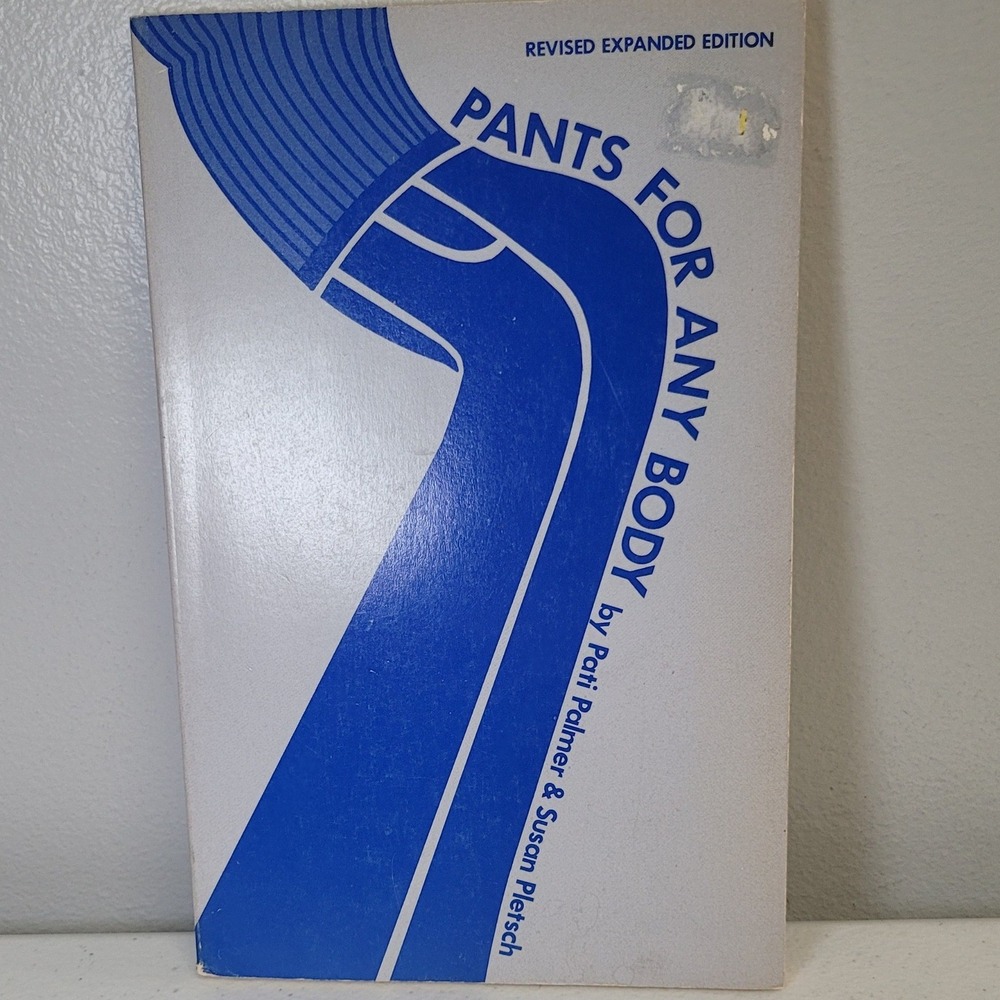 REVISED EXPANDED EDITION
PANTS FOR ANY BODY
by Pati Palmer & Susan Pletsch